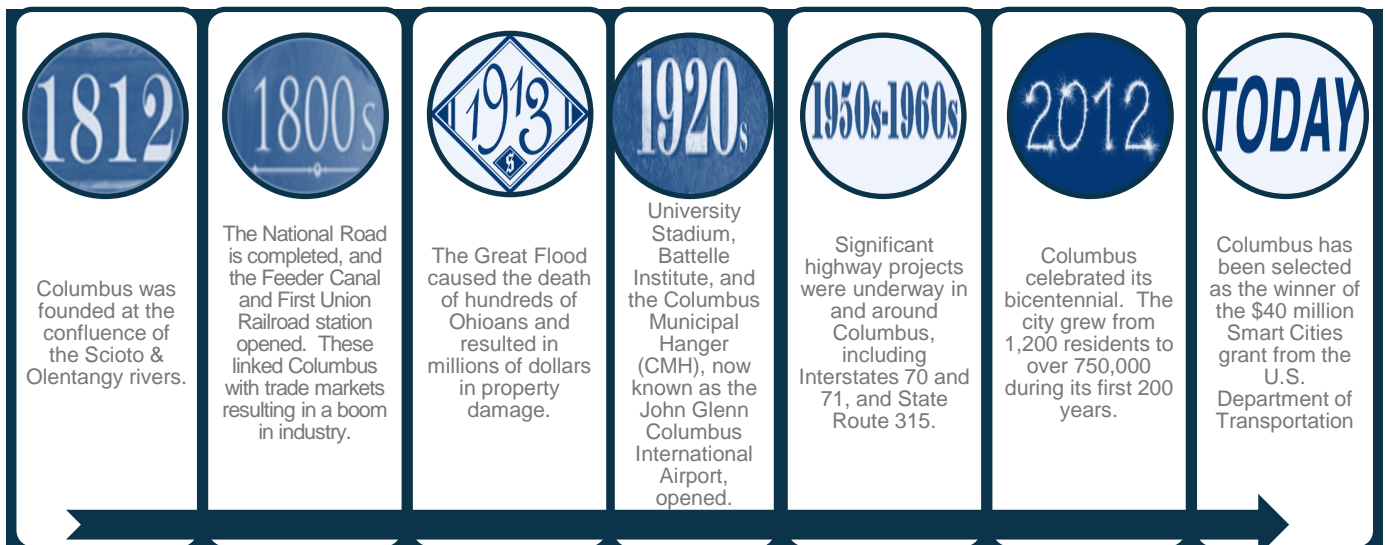 1812
Columbus was
founded at the
confluence of
the Scioto &
Olentangy rivers.
1800s
The National Road
is completed, and
the Feeder Canal
and First Union
Railroad station
opened. These
linked Columbus
with trade markets
resulting in a boom
in industry.
1913
S
The Great Flood
caused the death
of hundreds of
Ohioans and
resulted in
millions of dollars
in property
damage.
1920s
University
Stadium,
Battelle
Institute, and
the Columbus
Municipal
Hanger
(CMH), now
known as the
John Glenn
Columbus
International
Airport,
opened.
1950s-1960s
Significant
highway projects
were underway in
and around
Columbus,
including
Interstates 70 and
71, and State
Route 315.
2012
Columbus
celebrated its
bicentennial. The
city grew from
1,200 residents to
over 750,000
during its first 200
years.
TODAY
Columbus has
been selected
as the winner of
the $40 million
Smart Cities
grant from the
U.S.
Department of
Transportation